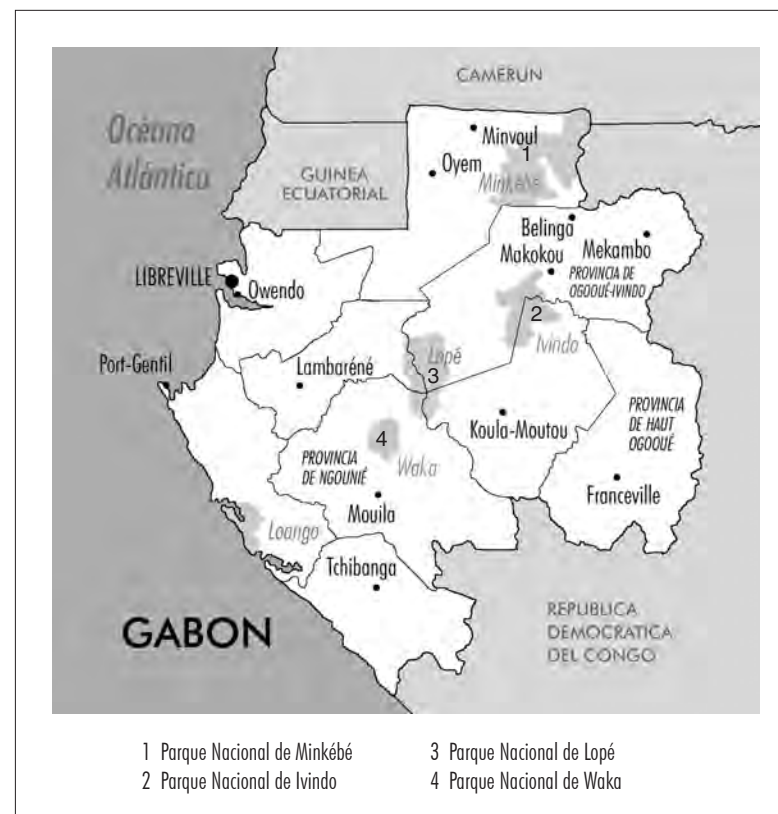 CAMERUN
Océano
Atlántico
Minvoul
1
Oyem
Minkébé
GUINEA
ECUATORIAL
Belinga
Makokou
Mekambo
PROVINCIA DE
OGOOUÉ-IVINDO
LIBREVILLE
Owendo
2
Ivindo
Port-Gentil
Lambaréné
Lopé
3
PROVINCIA
DE HAUT
OGOOUÉ
4
Koula-Moutou
PROVINCIA
DE NGOUNIÉ
Waka
Franceville
Mouila
Loango
Tchibanga
GABON
REPUBLICA
DEMOCRATICA
DEL CONGO
1 Parque Nacional de Minkébé
2 Parque Nacional de Ivindo
3 Parque Nacional de Lopé
4 Parque Nacional de Waka